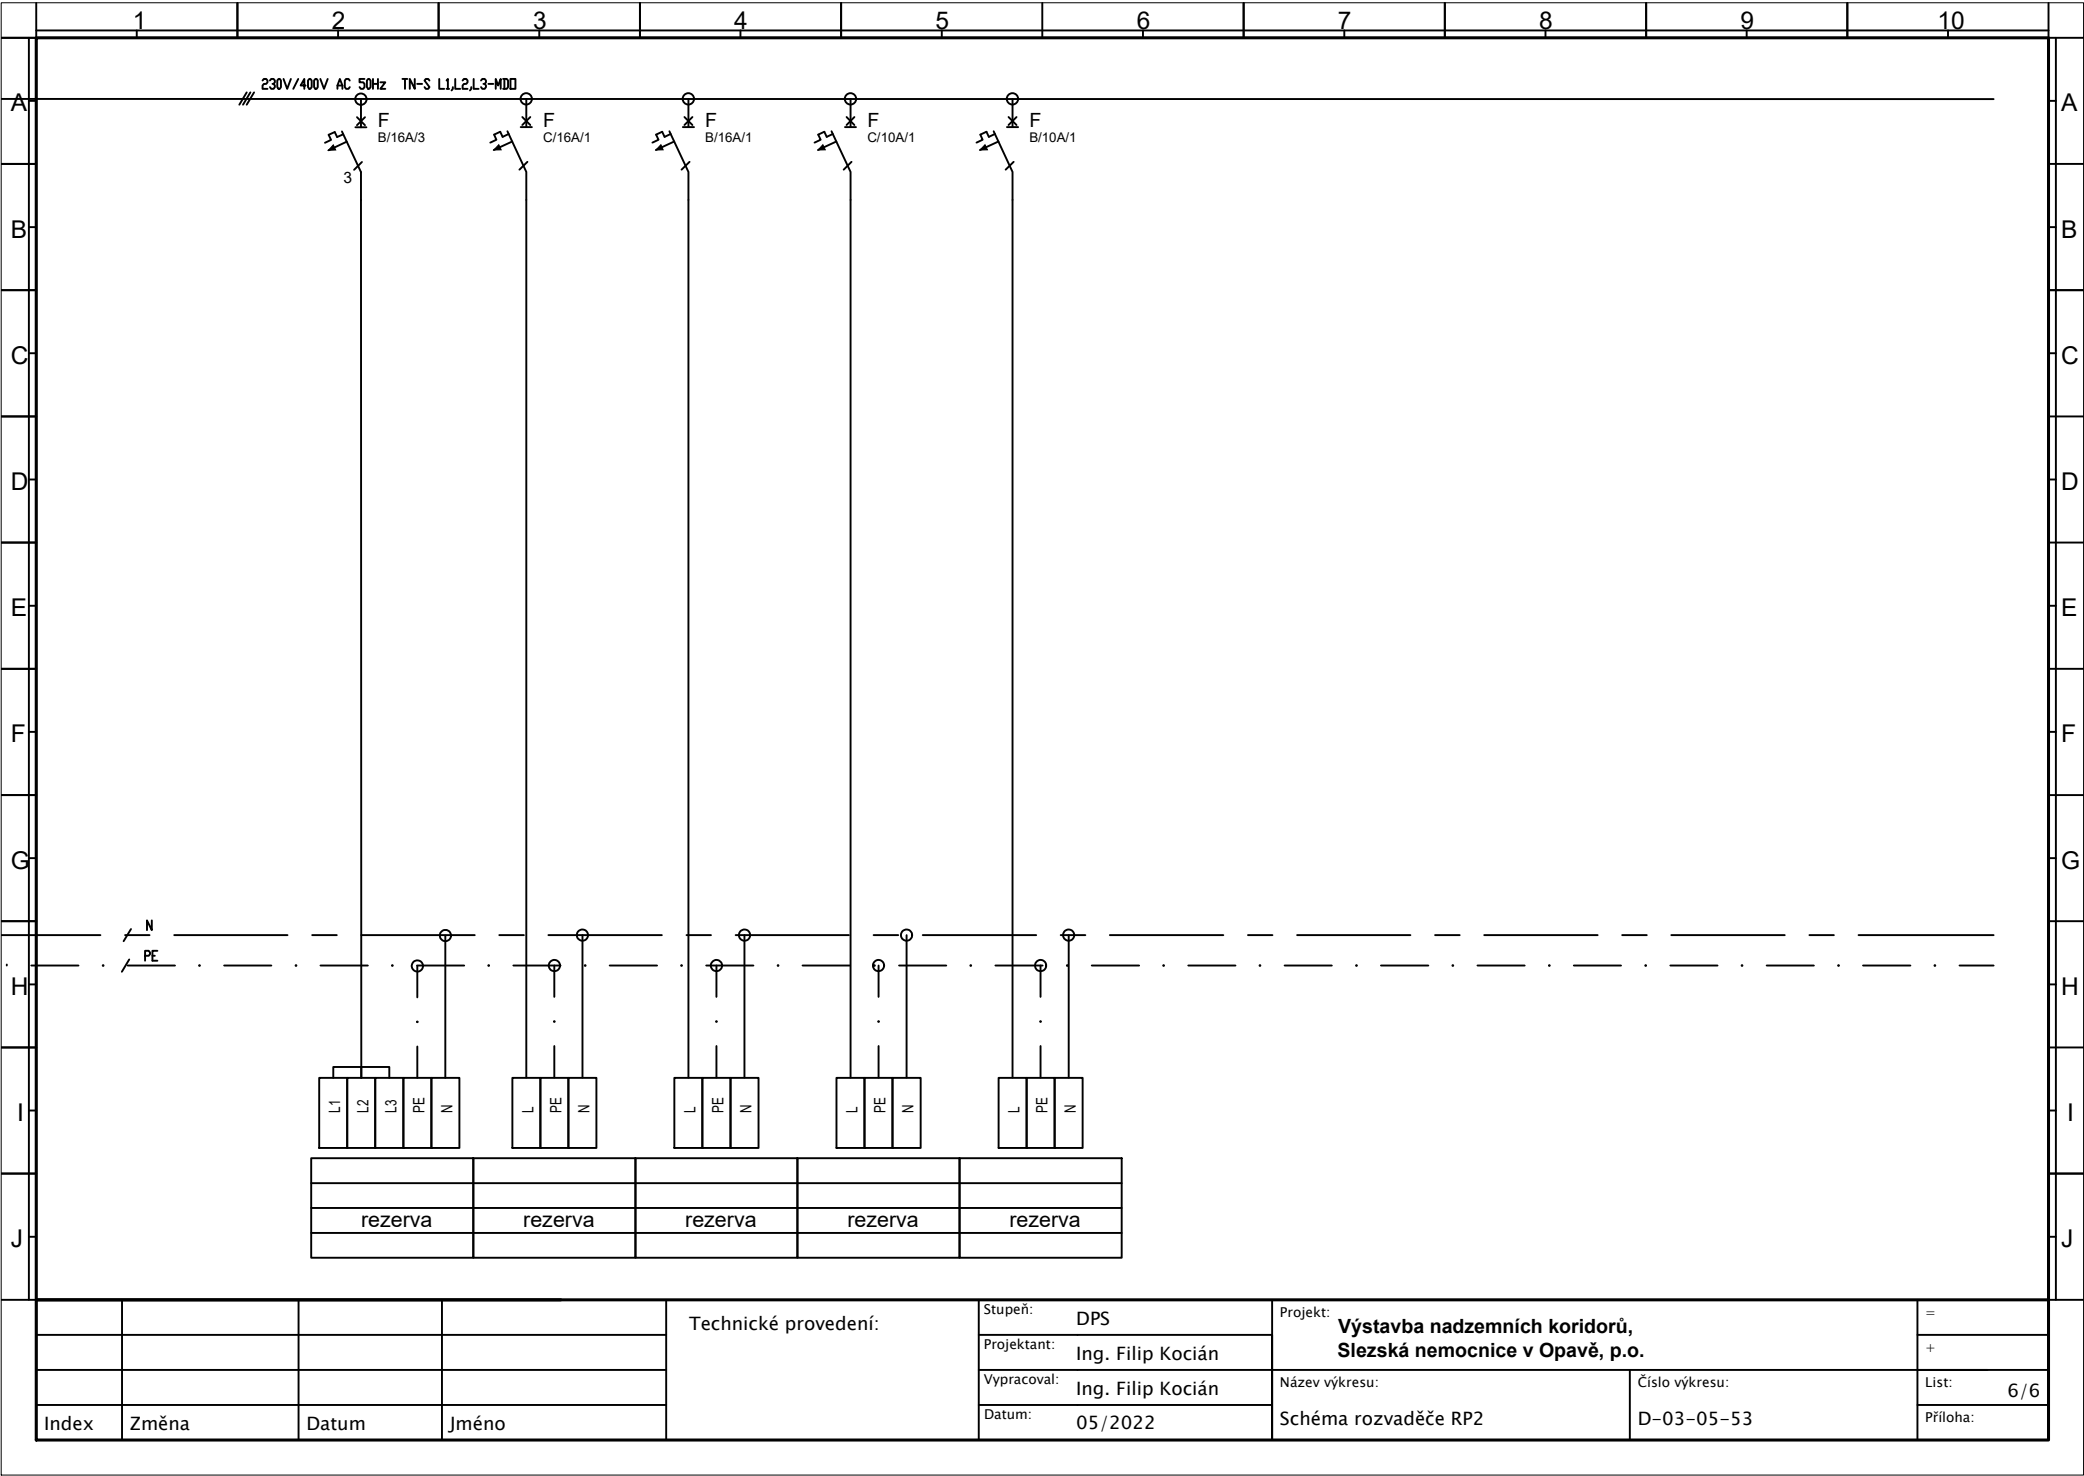 1 2 3 4 5 6 7 8 9 10
230V/400V AC 50Hz TN-S L1,L2,L3-MDO
A A
F F F F F
B/16A/3 C/16A/1 B/16A/1 C/10A/1 B/10A/1
3
B B
C C
D D
E E
F F
G G
N
PE
H H
L1 L2 L3 PE N L PE N L PE N L PE N L PE N
I I
rezerva rezerva rezerva rezerva rezerva
J J
Technické provedení:
Stupeň: DPS
Projekt: Výstavba nadzemních koridorů,
Slezská nemocnice v Opavě, p.o.
=
+
Projektant: Ing. Filip Kocián
Vypracoval: Ing. Filip Kocián
Název výkresu:
Schéma rozvaděče RP2
Číslo výkresu:
D-03-05-53
List: 6/6
Index Změna Datum Jméno
Datum: 05/2022
Příloha: